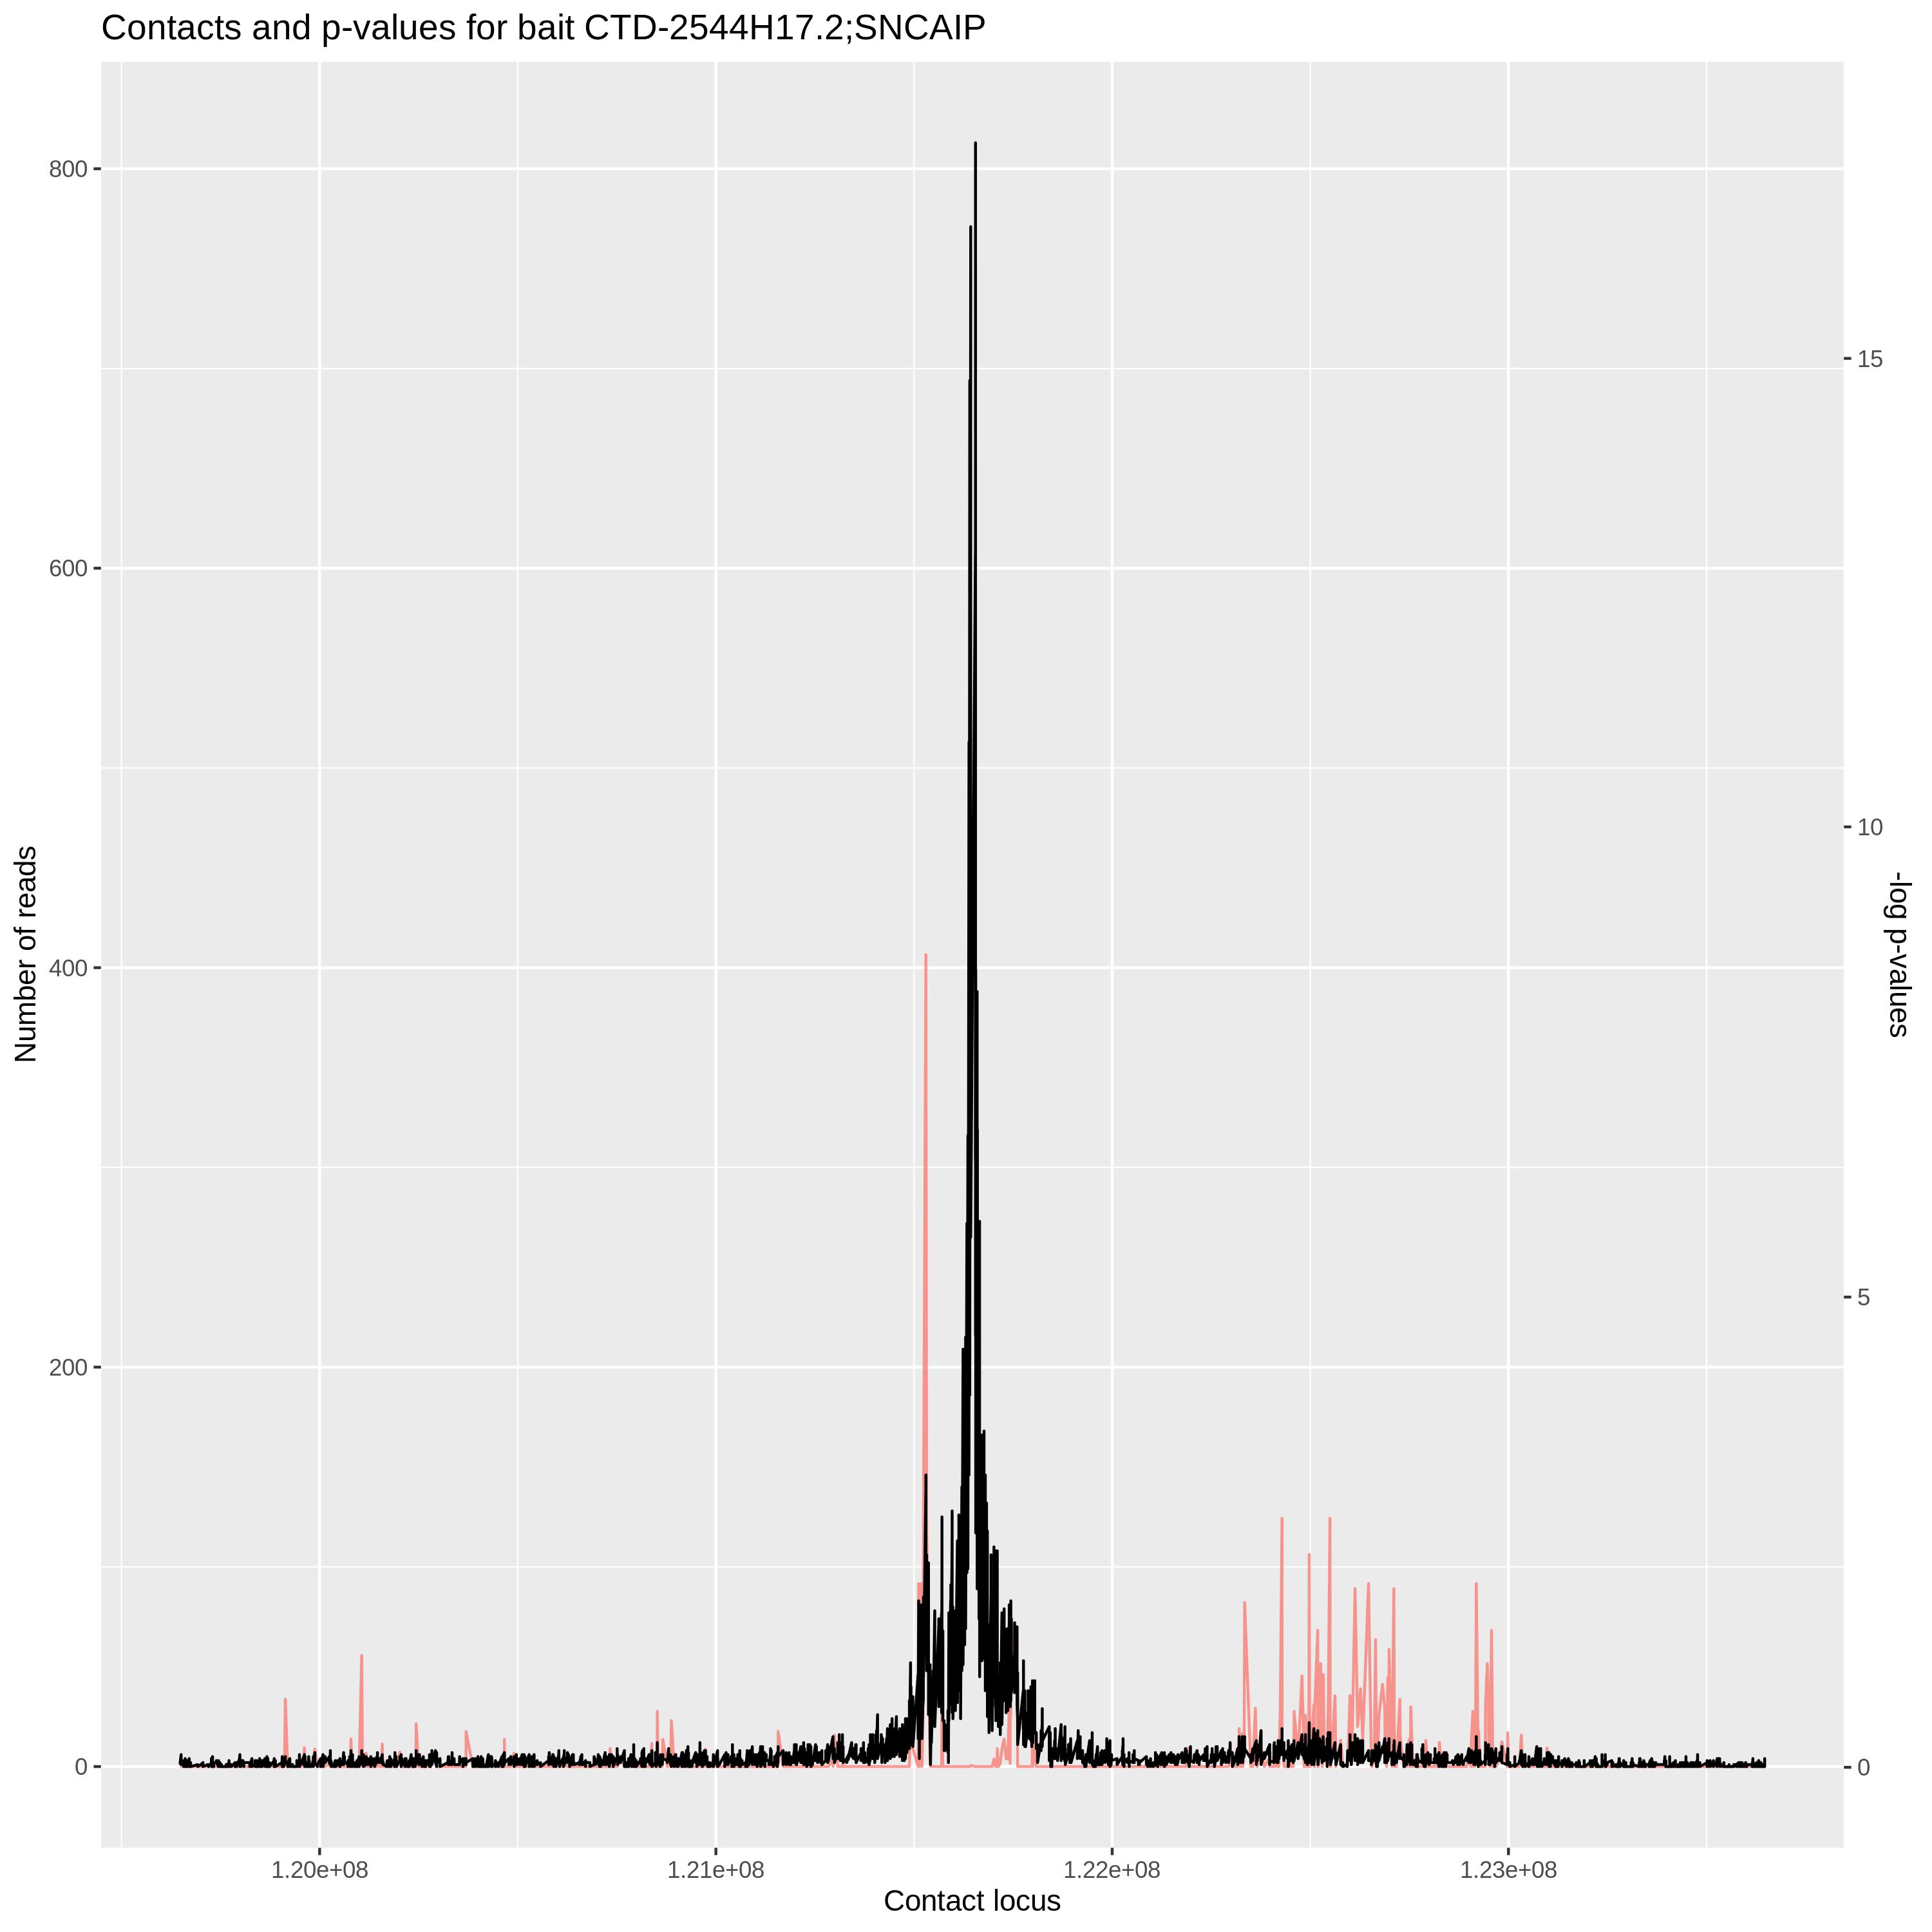 Contacts and p-values for bait CTD-2544H17.2;SNCAIP
800
600
400
200
0
Number of reads
15
10
5
0
-log p-values
1.20e+08 1.21e+08 1.22e+08 1.23e+08
Contact locus